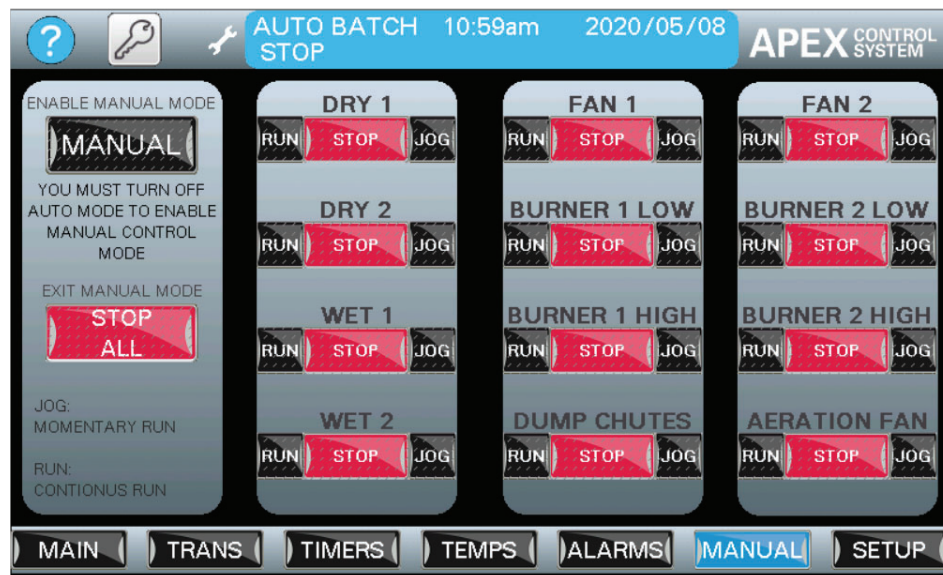 ?
AUTO BATCH 10:59am 2020/05/08
STOP
APEX CONTROL
SYSTEM
ENABLE MANUAL MODE
MANUAL
YOU MUST TURN OFF
AUTO MODE TO ENABLE
MANUAL CONTROL
MODE
EXIT MANUAL MODE
STOP
ALL
JOG:
MOMENTARY RUN
RUN:
CONTIONUS RUN
DRY 1
RUN STOP JOG
DRY 2
RUN STOP JOG
WET 1
RUN STOP JOG
WET 2
RUN STOP JOG
FAN 1
RUN STOP JOG
BURNER 1 LOW
RUN STOP JOG
BURNER 1 HIGH
RUN STOP JOG
DUMP CHUTES
RUN STOP JOG
FAN 2
RUN STOP JOG
BURNER 2 LOW
RUN STOP JOG
BURNER 2 HIGH
RUN STOP JOG
AERATION FAN
RUN STOP JOG
MAIN TRANS TIMERS TEMPS ALARMS MANUAL SETUP